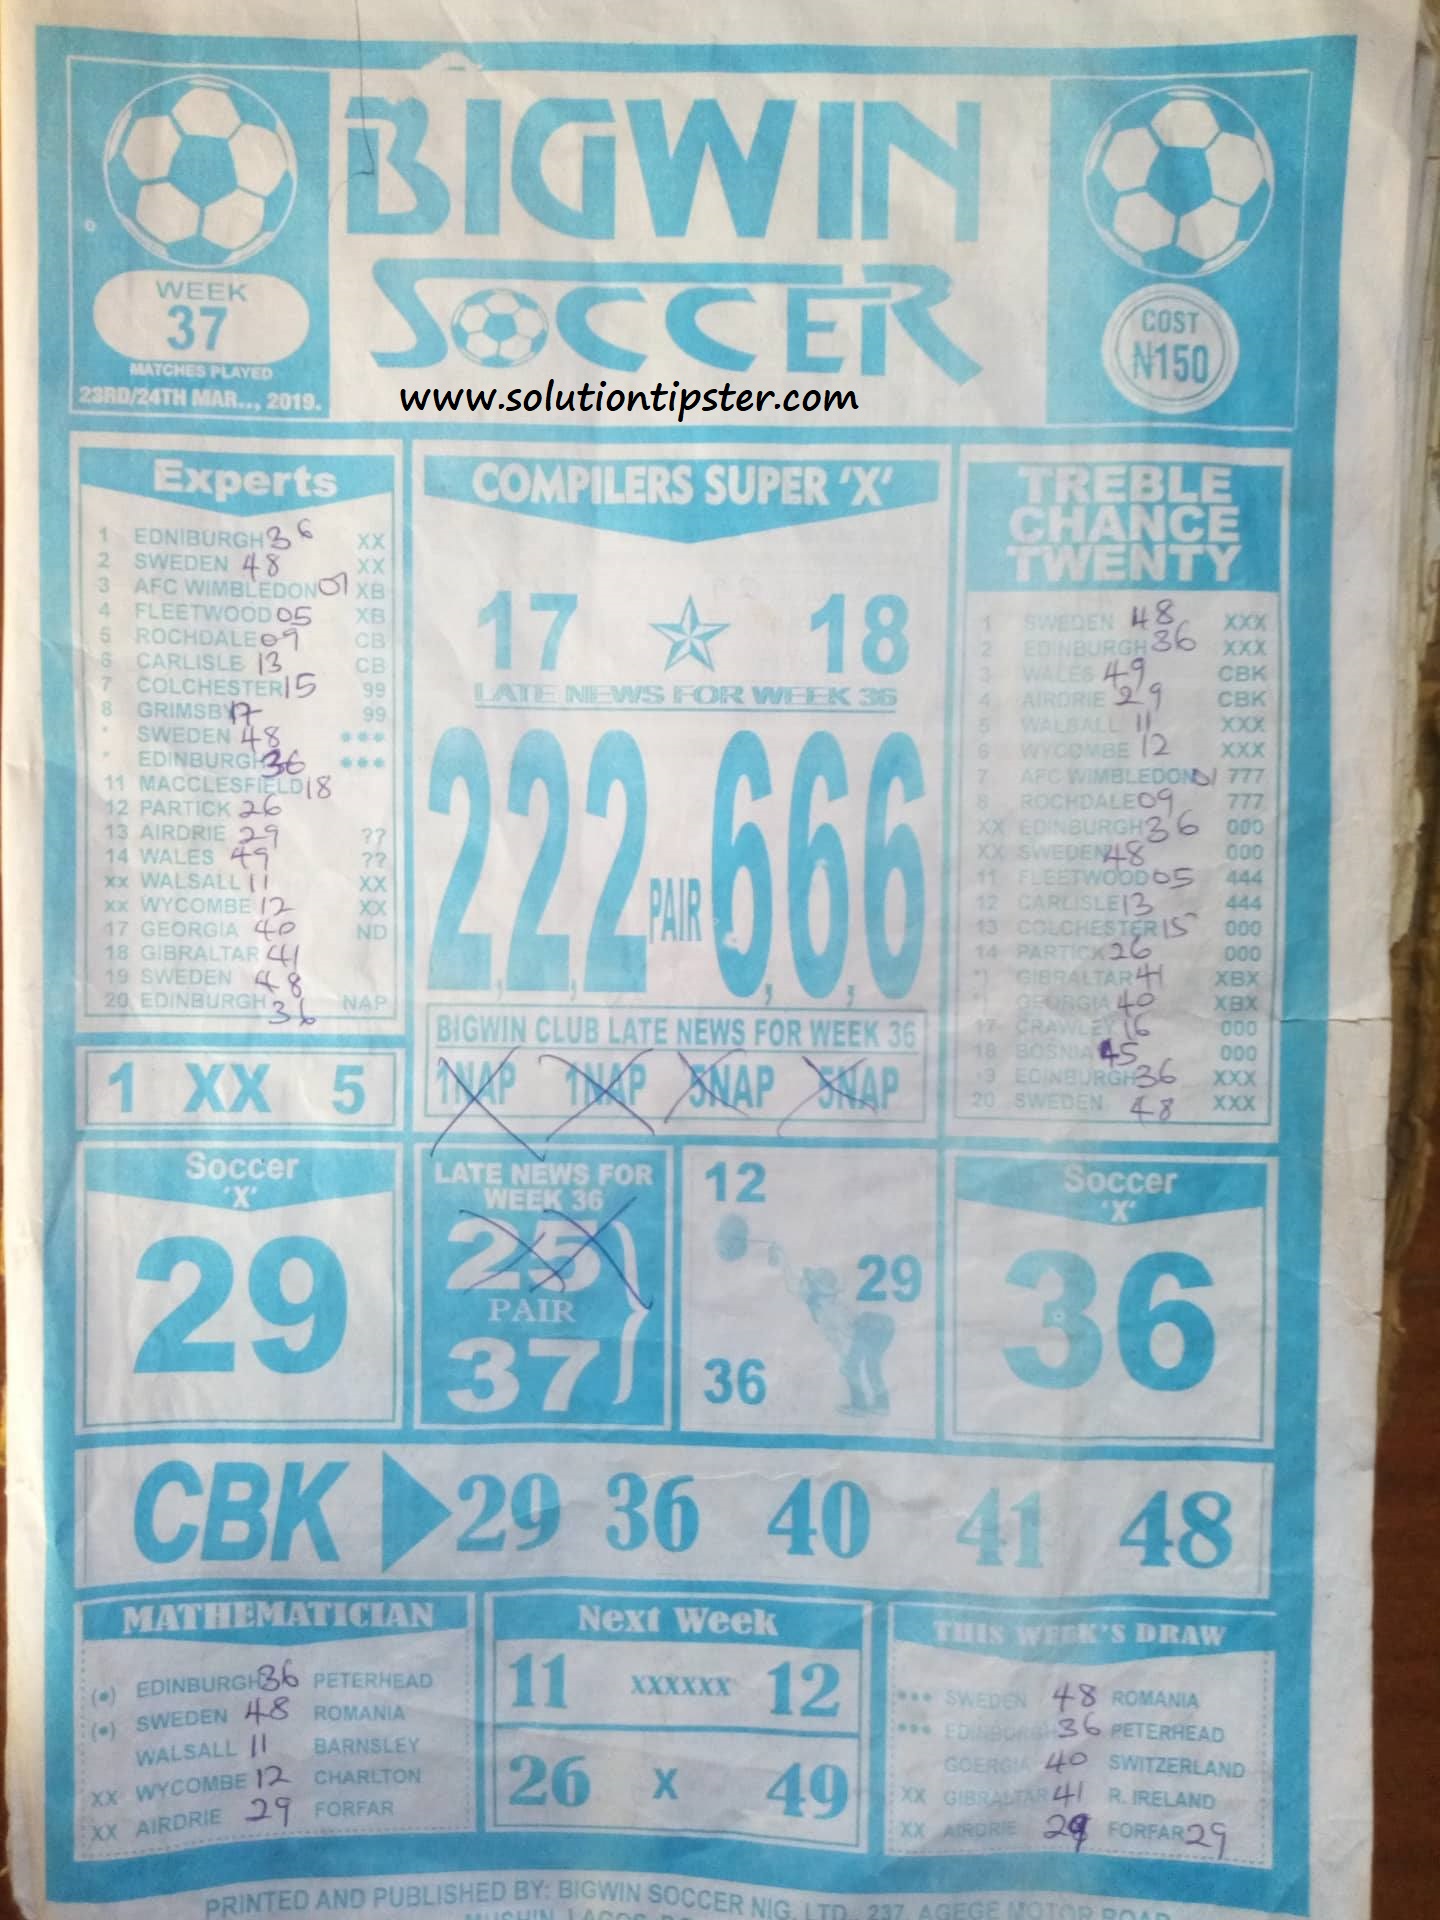 BIGWIN
SOCCER
WEEK
37
MATCHES PLAYED
23RD/24TH MAR.., 2019.
COST
₦150
www.solutiontipster.com
Experts
1 EDNIBURGH 36 XX
2 SWEDEN 48 XX
3 AFC WIMBLEDON 01 XB
4 FLEETWOOD 05 XB
5 ROCHDALE 09 CB
6 CARLISLE 13 CB
7 COLCHESTER 15 99
8 GRIMSBY 17 99
* SWEDEN 48 ***
* EDINBURGH 36 ***
11 MACCLESFIELD 18
12 PARTICK 26
13 AIRDRIE 29 ??
14 WALES 49 ??
xx WALSALL 11 XX
xx WYCOMBE 12 XX
17 GEORGIA 40 ND
18 GIBRALTAR 41
19 SWEDEN 48
20 EDINBURGH 36 NAP
1 XX 5
COMPILERS SUPER 'X'
17 18
LATE NEWS FOR WEEK 36
2,2,2 PAIR 6,6,6
BIGWIN CLUB LATE NEWS FOR WEEK 36
1NAP 1NAP 5NAP 5NAP
TREBLE
CHANCE
TWENTY
1 SWEDEN 48 XXX
2 EDINBURGH 36 XXX
3 WALES 49 CBK
4 AIRDRIE 29 CBK
5 WALSALL 11 XXX
6 WYCOMBE 12 XXX
7 AFC WIMBLEDON 01 777
8 ROCHDALE 09 777
XX EDINBURGH 36 000
XX SWEDEN 48 000
11 FLEETWOOD 05 444
12 CARLISLE 13 444
13 COLCHESTER 15 000
14 PARTICK 26 000
*) GIBRALTAR 41 XBX
GEORGIA 40 XBX
17 CRAWLEY 16 000
18 BOSNIA 45 000
EDINBURGH 36 XXX
20 SWEDEN 48 XXX
Soccer
'X'
29
LATE NEWS FOR
WEEK 36
25
PAIR
37
12
29
36
Soccer
'X'
36
CBK 29 36 40 41 48
MATHEMATICIAN
(•) EDINBURGH 36 PETERHEAD
(•) SWEDEN 48 ROMANIA
WALSALL 11 BARNSLEY
XX WYCOMBE 12 CHARLTON
XX AIRDRIE 29 FORFAR
Next Week
11 XXXXXX 12
26 X 49
THIS WEEK'S DRAW
*** SWEDEN 48 ROMANIA
*** EDINBURGH 36 PETERHEAD
GOERGIA 40 SWITZERLAND
XX GIBRALTAR 41 R. IRELAND
XX AIRDRIE 29 FORFAR 29
PRINTED AND PUBLISHED BY: BIGWIN SOCCER NIG. LTD., 237, AGEGE MOTOR ROAD
MUSHIN, LAGOS